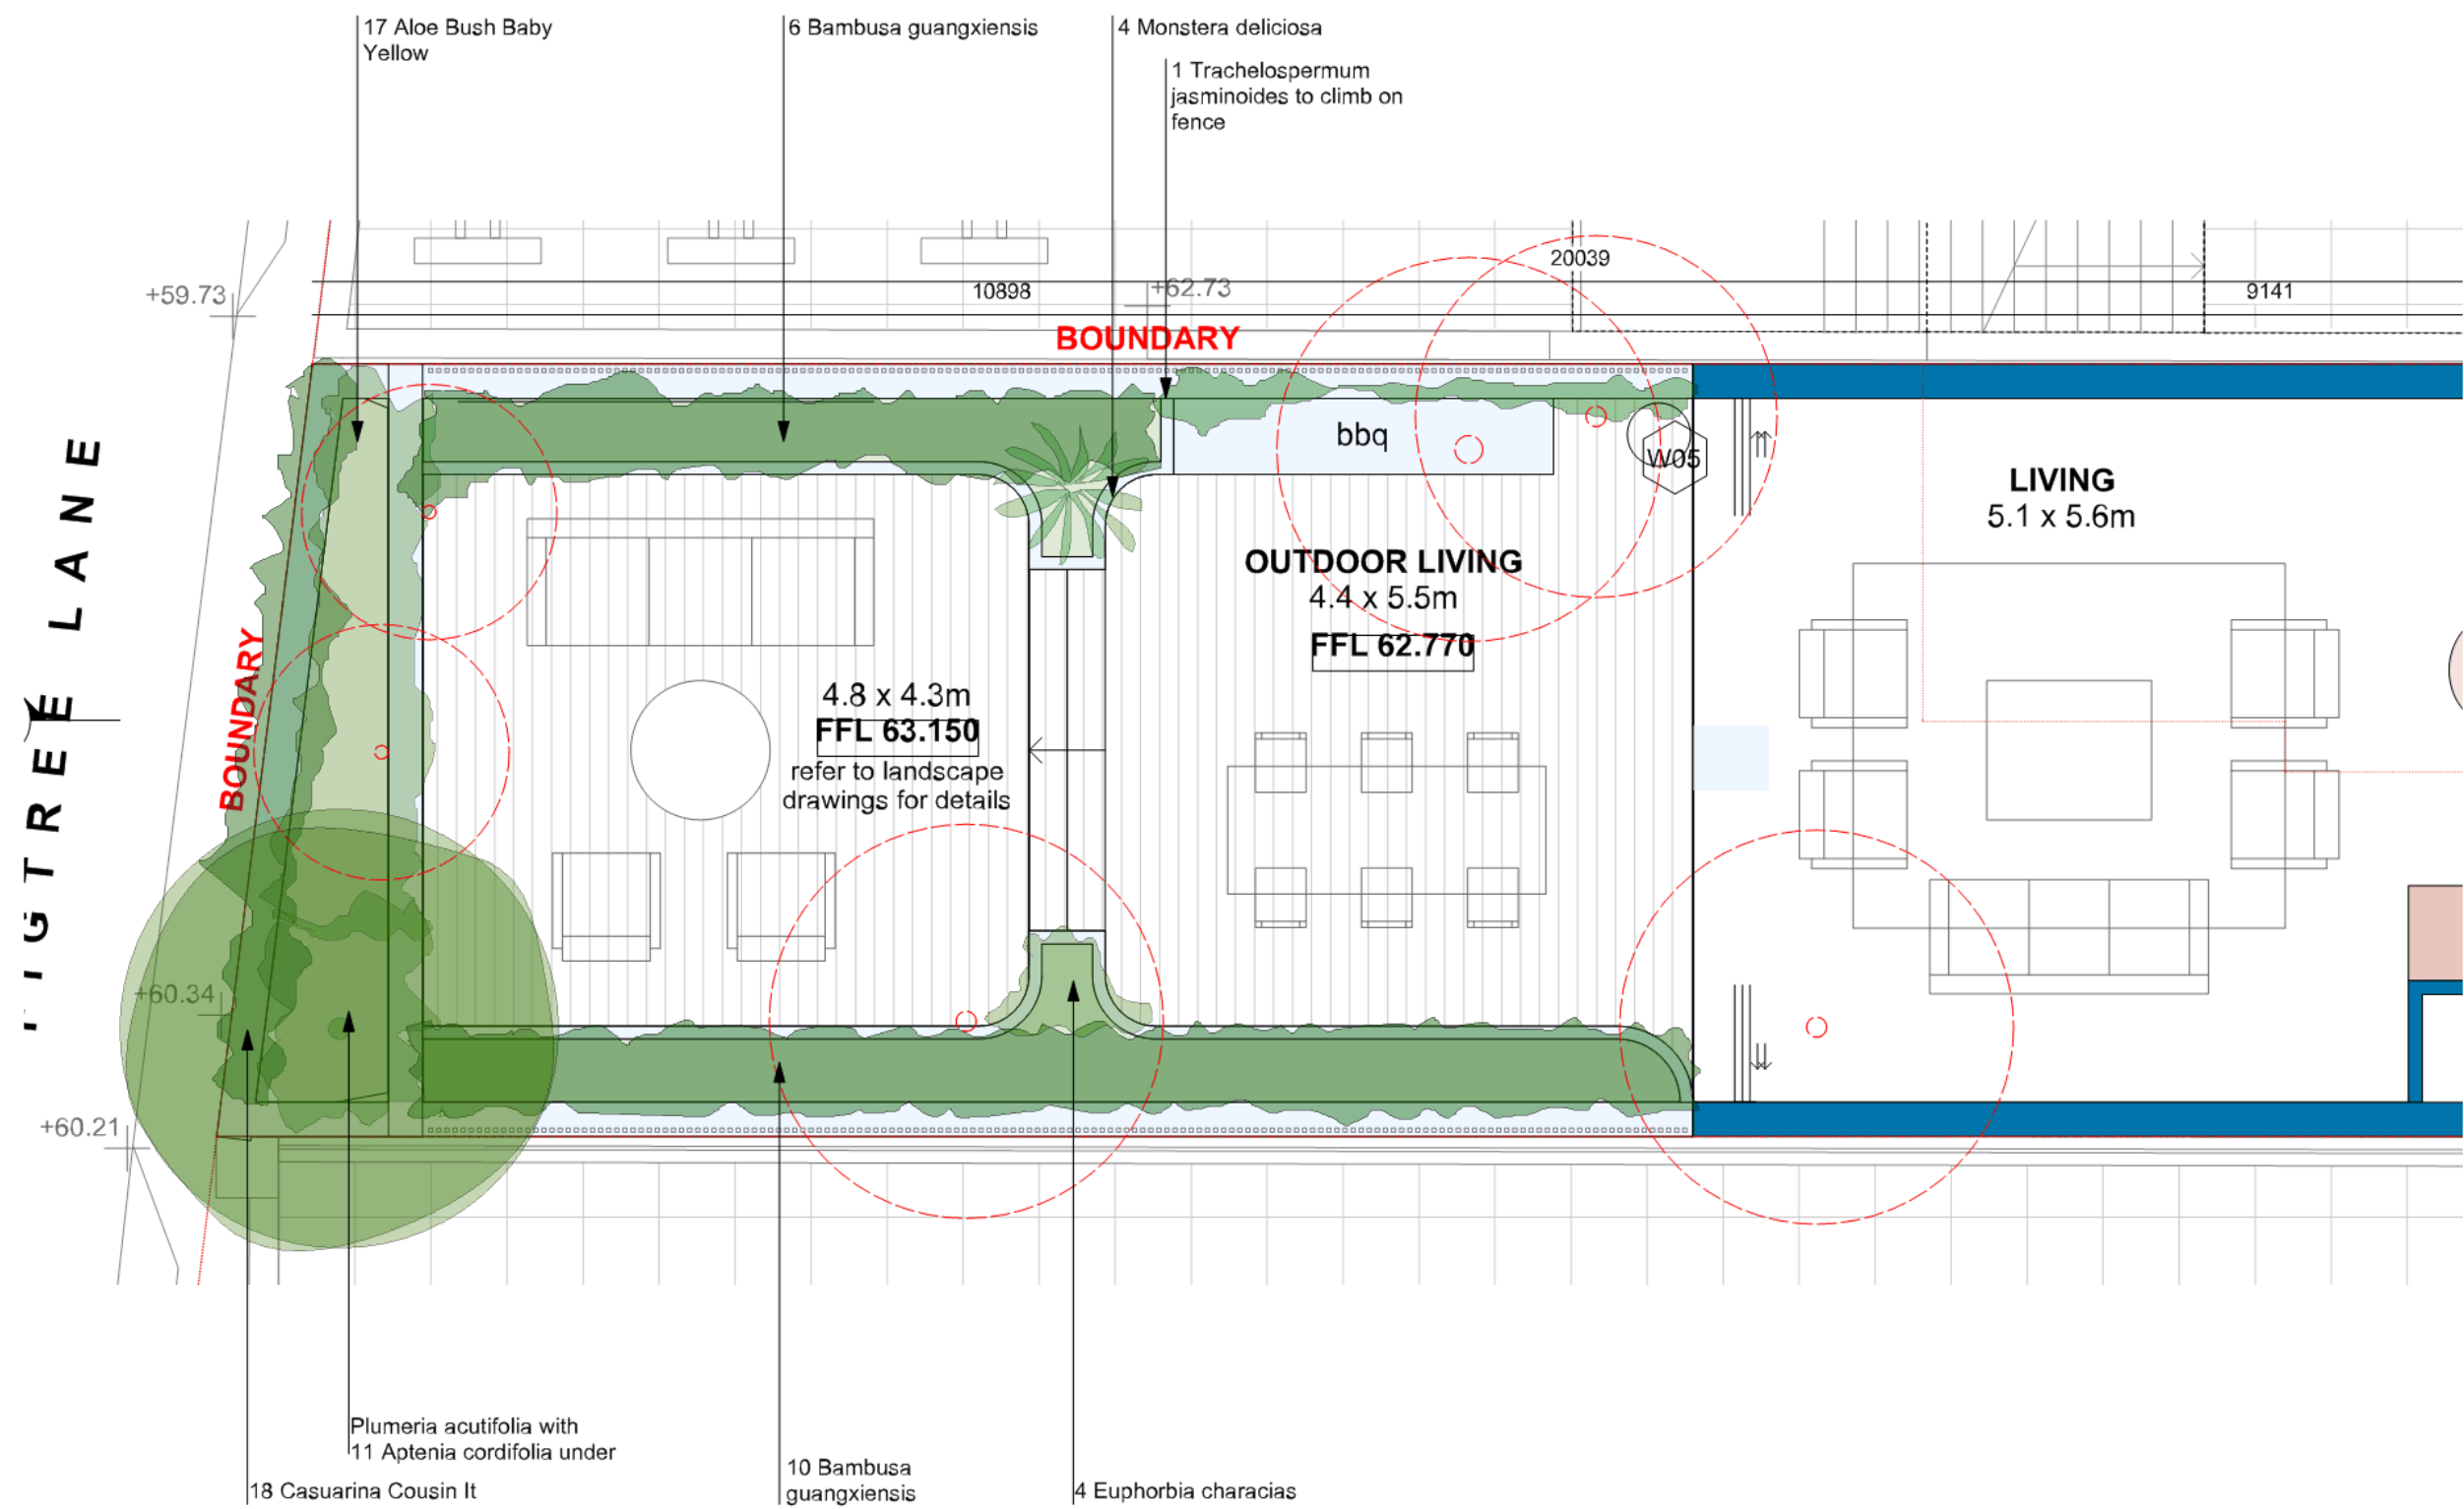 17 Aloe Bush Baby
Yellow
6 Bambusa guangxiensis
4 Monstera deliciosa
1 Trachelospermum
jasminoides to climb on
fence
20039
+59.73
10898
+62.73
9141
BOUNDARY
bbq
W05
LIVING
5.1 x 5.6m
OUTDOOR LIVING
4.4 x 5.5m
FFL 62.770
BOUNDARY
4.8 x 4.3m
FFL 63.150
refer to landscape
drawings for details
GTREE LANE
+60.34
+60.21
Plumeria acutifolia with
11 Aptenia cordifolia under
18 Casuarina Cousin It
10 Bambusa
guangxiensis
4 Euphorbia characias